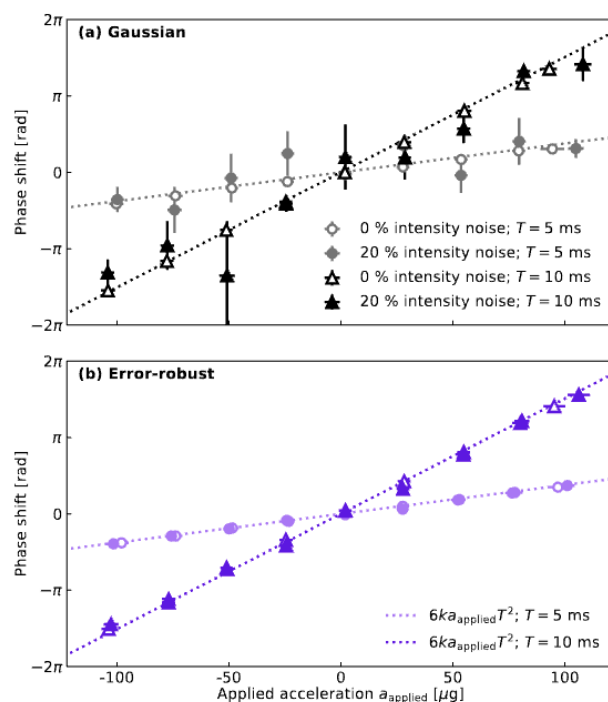 2π
(a) Gaussian
π
Phase shift [rad]
0
0 % intensity noise; T = 5 ms
20 % intensity noise; T = 5 ms
−π
0 % intensity noise; T = 10 ms
20 % intensity noise; T = 10 ms
−2π
2π
(b) Error-robust
π
Phase shift [rad]
0
−π
6ka_applied T²; T = 5 ms
6ka_applied T²; T = 10 ms
−2π
-100 -50 0 50 100
Applied acceleration a_applied [μg]